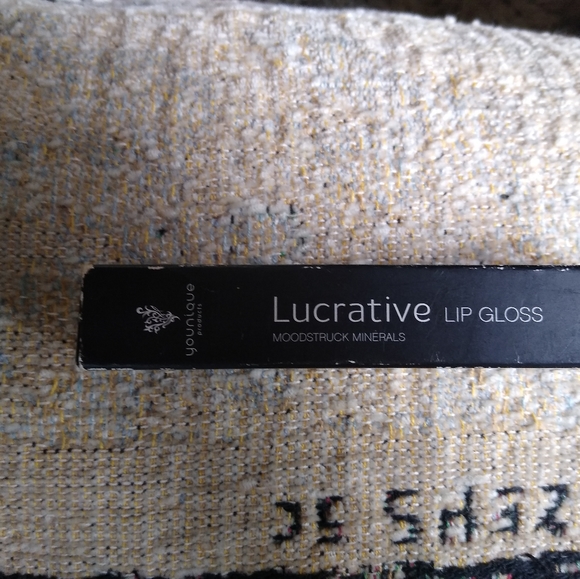 younique
products
Lucrative LIP GLOSS
MOODSTRUCK MINERALS